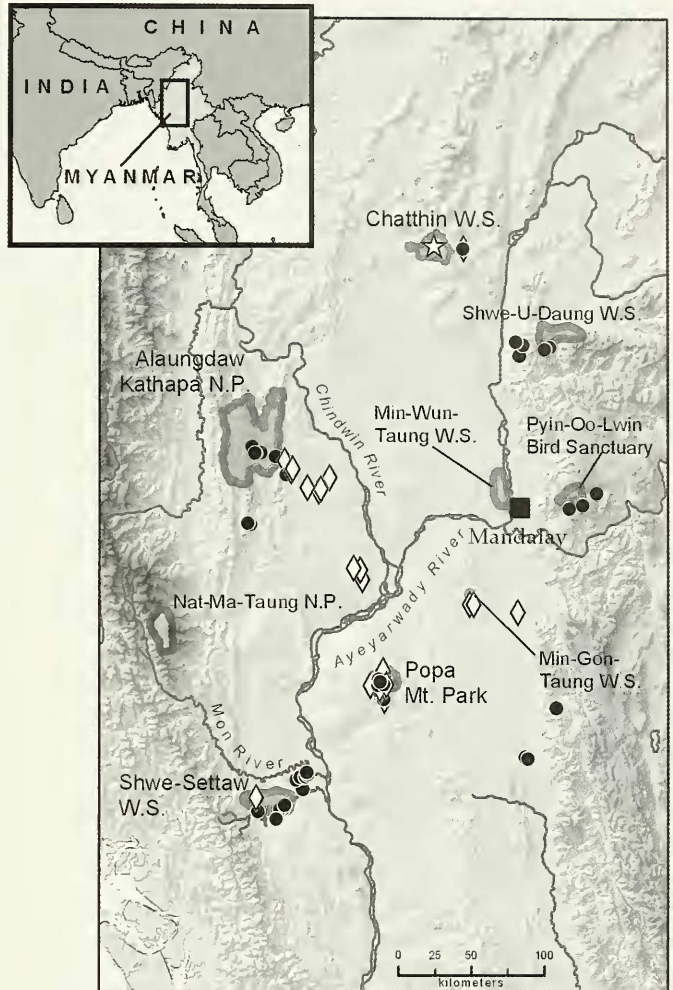 CHINA
INDIA
MYANMAR
Chatthin W.S.
Shwe-U-Daung W.S.
Alaungdaw
Kathapa N.P.
Chindwin River
Min-Wun-
Taung W.S.
Pyin-Oo-Lwin
Bird Sanctuary
Mandalay
Ayeyarwady River
Nat-Ma-Taung N.P.
Min-Gon-
Taung W.S.
Popa
Mt. Park
Mon River
Shwe-Settaw
W.S.
0 25 50 100
kilometers